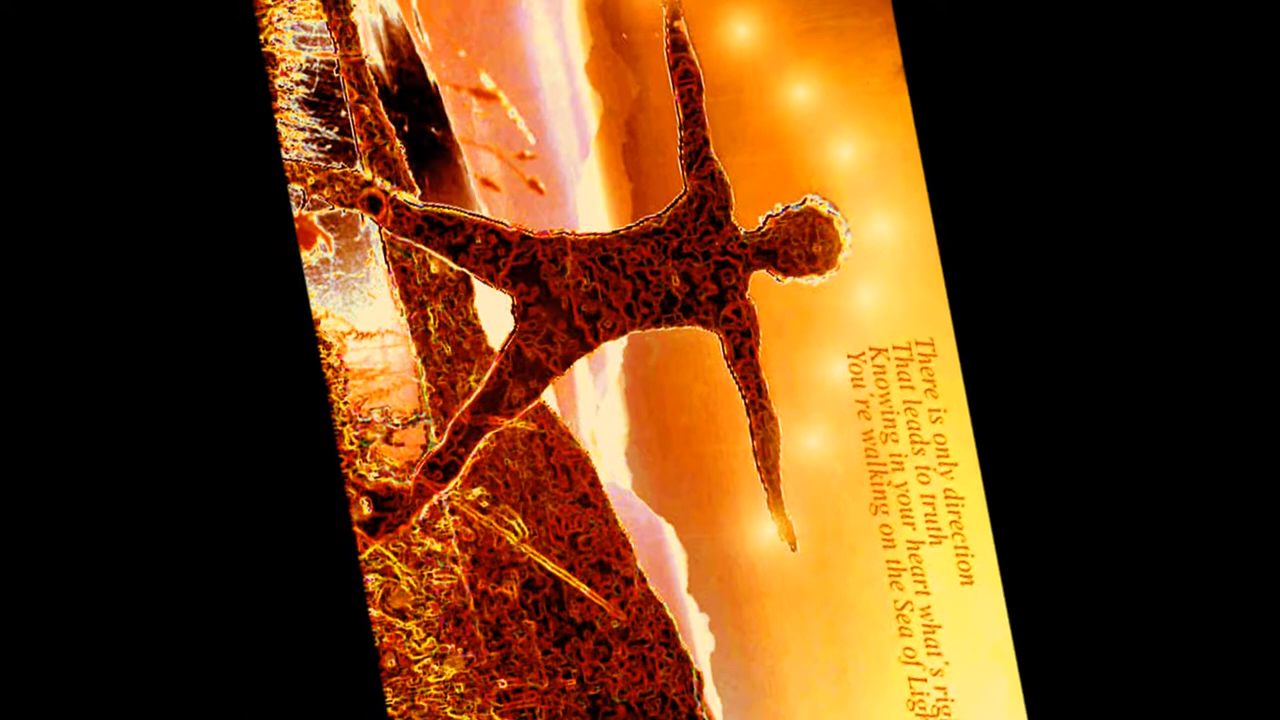 There is only direction
That leads to truth
Knowing in your heart what's
You're walking on the Sea of